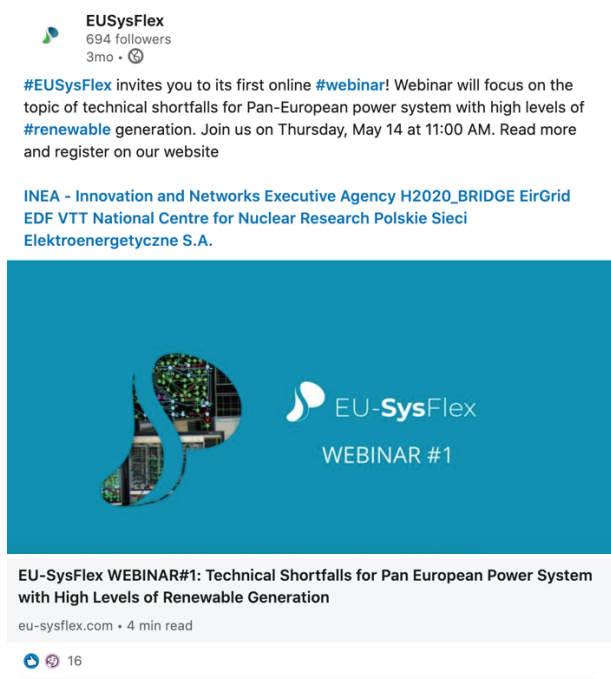 EUSysFlex
694 followers
3mo •
#EUSysFlex invites you to its first online #webinar! Webinar will focus on the
topic of technical shortfalls for Pan-European power system with high levels of
#renewable generation. Join us on Thursday, May 14 at 11:00 AM. Read more
and register on our website
INEA - Innovation and Networks Executive Agency H2020_BRIDGE EirGrid
EDF VTT National Centre for Nuclear Research Polskie Sieci
Elektroenergetyczne S.A.
EU-SysFlex
WEBINAR #1
EU-SysFlex WEBINAR#1: Technical Shortfalls for Pan European Power System
with High Levels of Renewable Generation
eu-sysflex.com • 4 min read
16